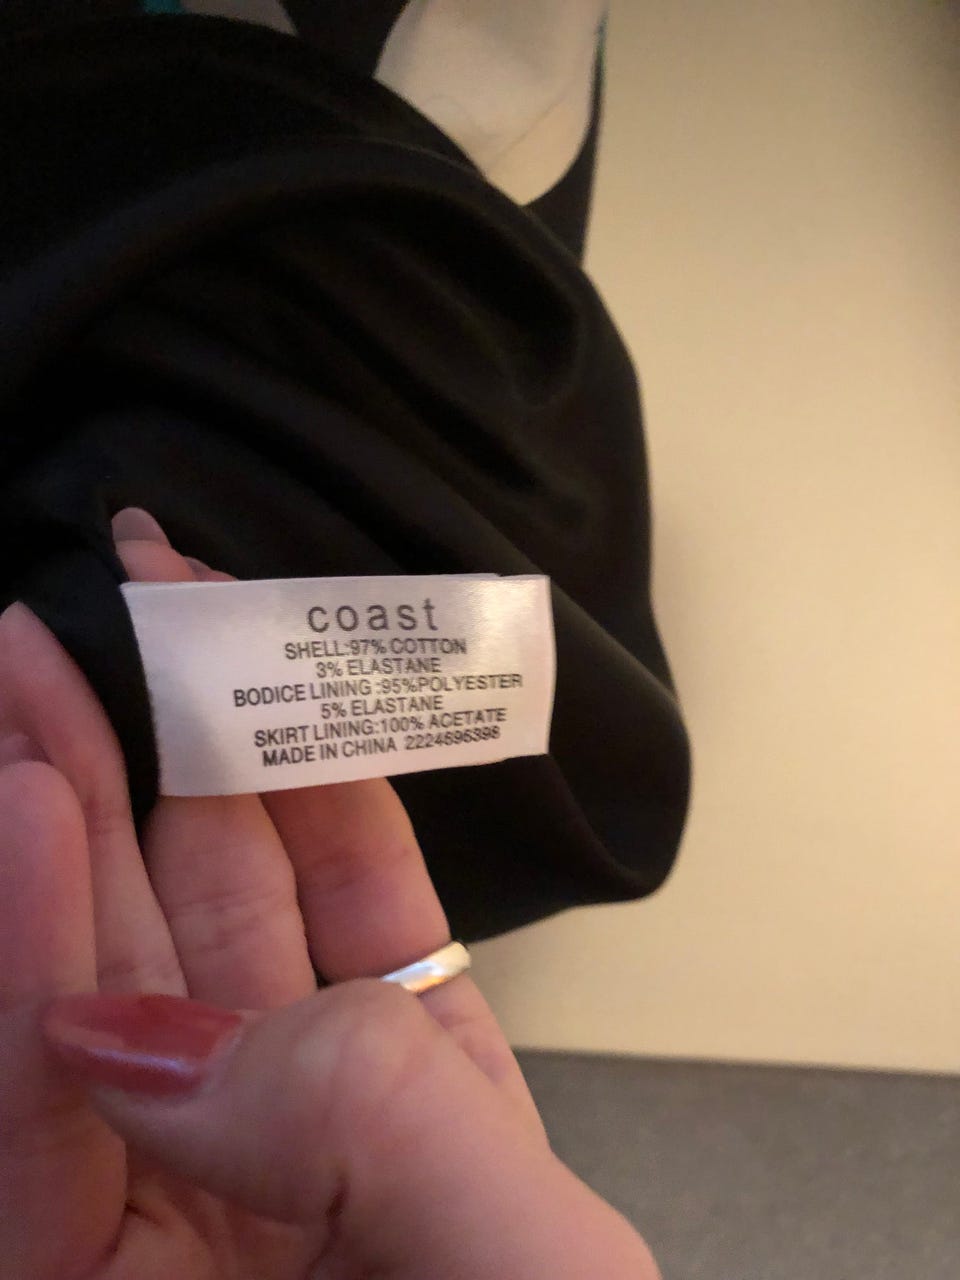 coast
SHELL:97% COTTON
3% ELASTANE
BODICE LINING :95%POLYESTER
5% ELASTANE
SKIRT LINING:100% ACETATE
MADE IN CHINA 2224596398